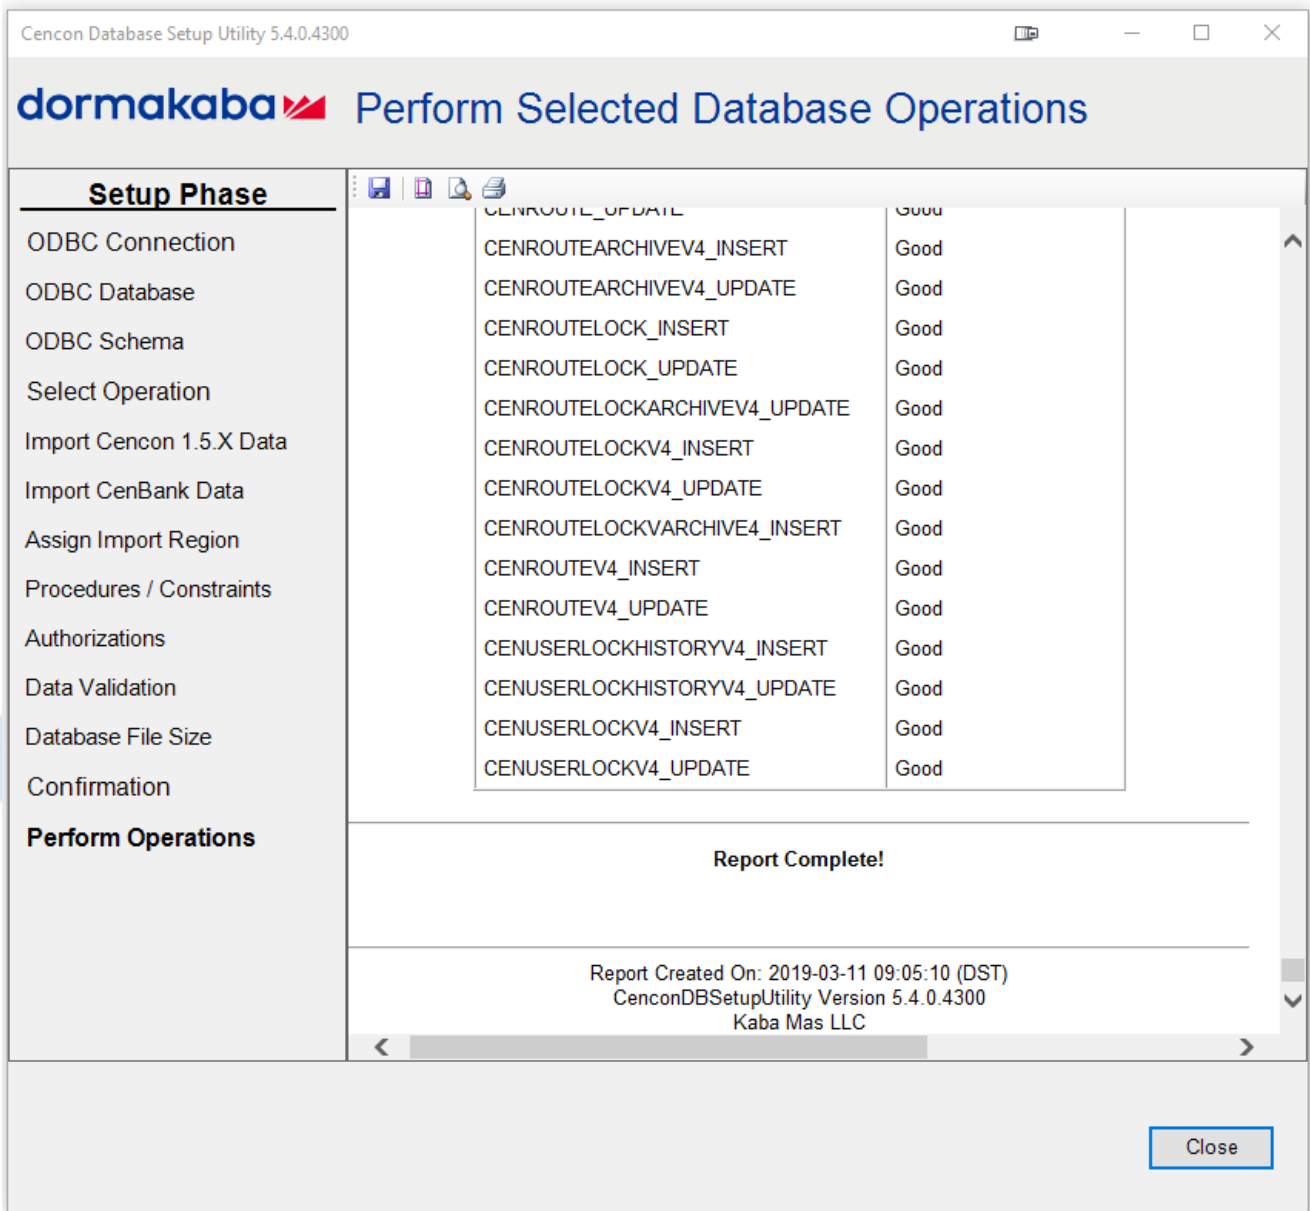 Cencon Database Setup Utility 5.4.0.4300
dormakaba
Perform Selected Database Operations
Setup Phase
ODBC Connection
ODBC Database
ODBC Schema
Select Operation
Import Cencon 1.5.X Data
Import CenBank Data
Assign Import Region
Procedures / Constraints
Authorizations
Data Validation
Database File Size
Confirmation
Perform Operations
CENROUTE_UPDATE Good
CENROUTEARCHIVEV4_INSERT Good
CENROUTEARCHIVEV4_UPDATE Good
CENROUTELOCK_INSERT Good
CENROUTELOCK_UPDATE Good
CENROUTELOCKARCHIVEV4_UPDATE Good
CENROUTELOCKV4_INSERT Good
CENROUTELOCKV4_UPDATE Good
CENROUTELOCKVARCHIVE4_INSERT Good
CENROUTEV4_INSERT Good
CENROUTEV4_UPDATE Good
CENUSERLOCKHISTORYV4_INSERT Good
CENUSERLOCKHISTORYV4_UPDATE Good
CENUSERLOCKV4_INSERT Good
CENUSERLOCKV4_UPDATE Good
Report Complete!
Report Created On: 2019-03-11 09:05:10 (DST)
CenconDBSetupUtility Version 5.4.0.4300
Kaba Mas LLC
Close